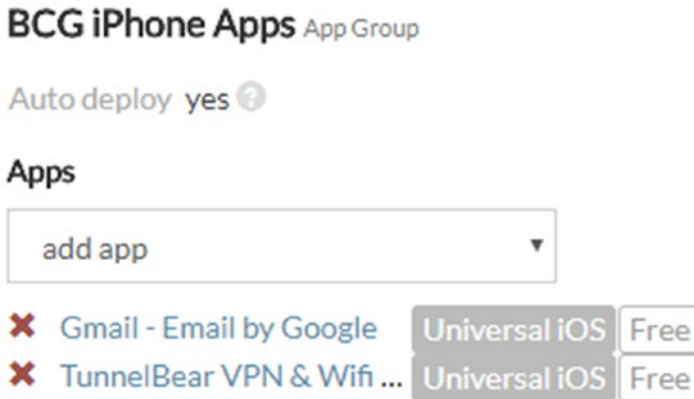 BCG iPhone Apps App Group
Auto deploy yes ?
Apps
add app
Gmail - Email by Google Universal iOS Free
TunnelBear VPN & Wifi ... Universal iOS Free